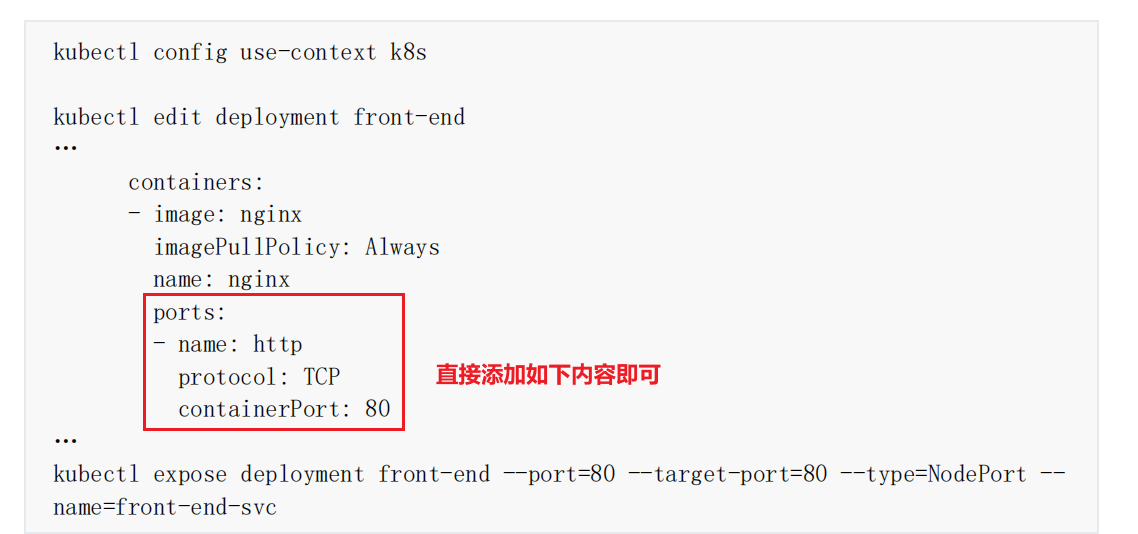 kubectl config use-context k8s
kubectl edit deployment front-end
…
containers:
- image: nginx
imagePullPolicy: Always
name: nginx
ports:
- name: http
protocol: TCP
直接添加如下内容即可
containerPort: 80
…
kubectl expose deployment front-end --port=80 --target-port=80 --type=NodePort --
name=front-end-svc